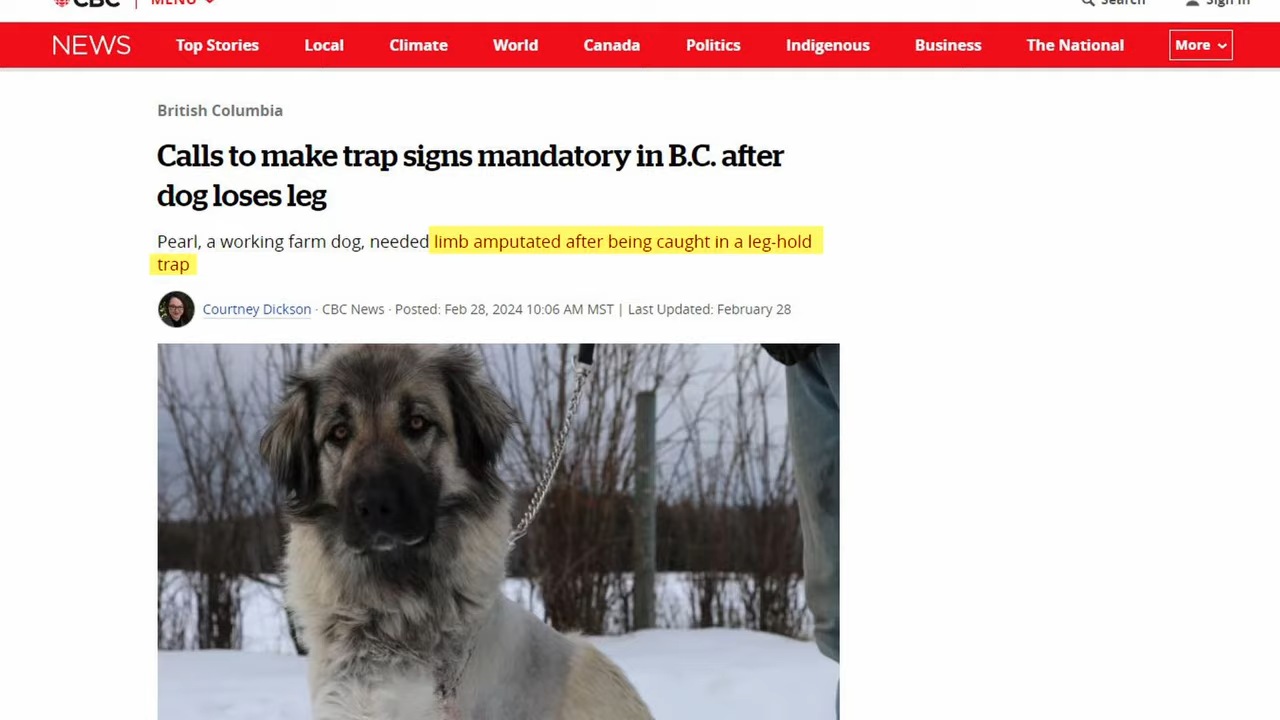 CBC MENU Search Sign In
NEWS Top Stories Local Climate World Canada Politics Indigenous Business The National More
British Columbia
Calls to make trap signs mandatory in B.C. after
dog loses leg
Pearl, a working farm dog, needed limb amputated after being caught in a leg-hold
trap
Courtney Dickson · CBC News · Posted: Feb 28, 2024 10:06 AM MST | Last Updated: February 28